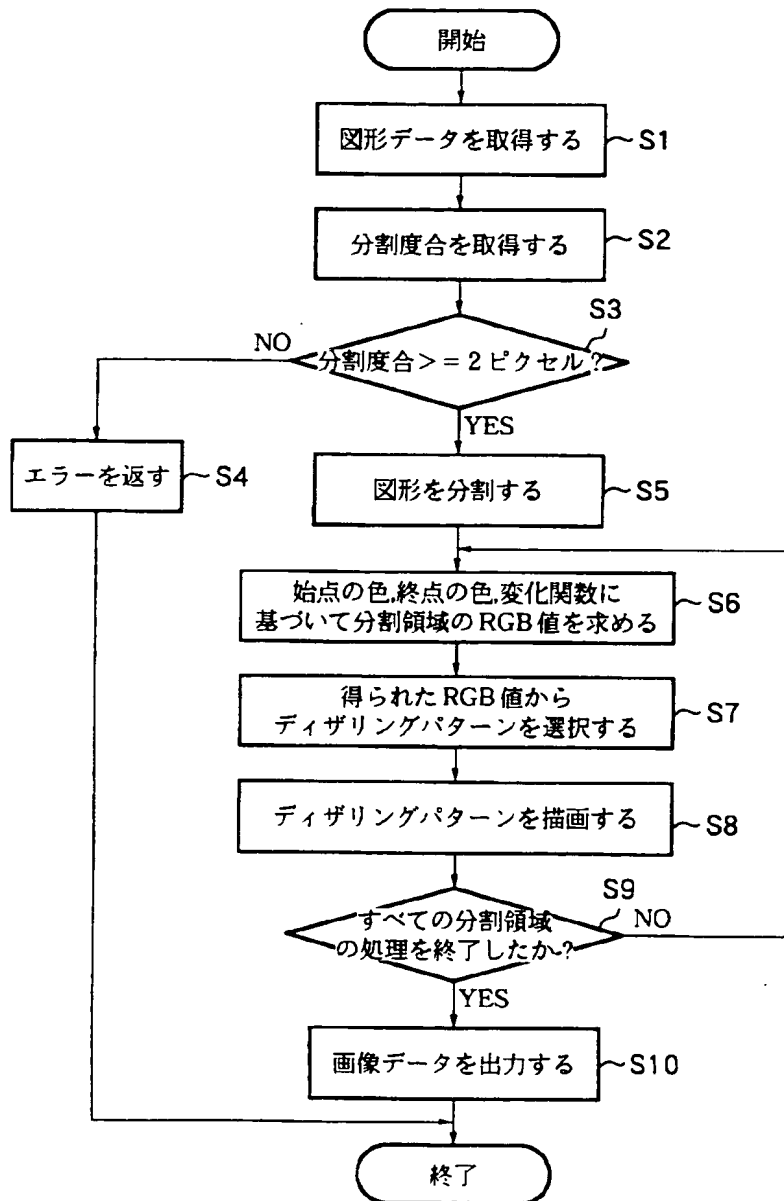 開始
図形データを取得する
S1
分割度合を取得する
S2
S3
分割度合>=2ピクセル?
NO
YES
エラーを返す
S4
図形を分割する
S5
始点の色,終点の色,変化関数に
基づいて分割領域のRGB値を求める
S6
得られたRGB値から
ディザリングパターンを選択する
S7
ディザリングパターンを描画する
S8
S9
すべての分割領域
の処理を終了したか?
NO
YES
画像データを出力する
S10
終了